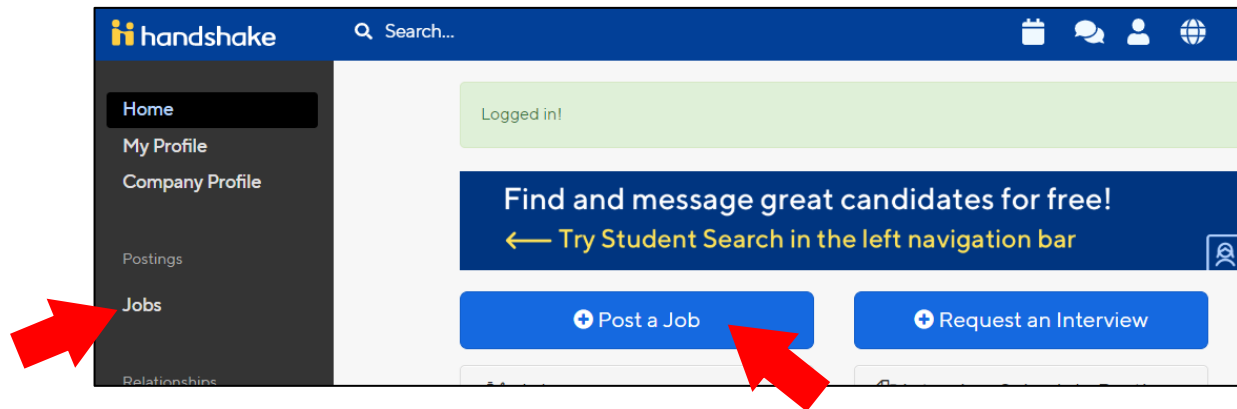 handshake
Search...
Home
My Profile
Company Profile
Postings
Jobs
Relationships
Logged in!
Find and message great candidates for free!
Try Student Search in the left navigation bar
Post a Job
Request an Interview